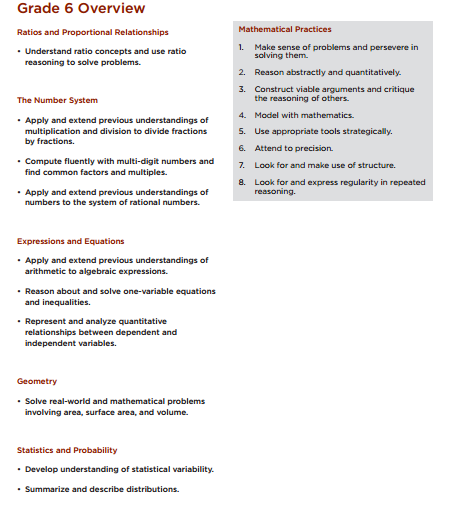 Grade 6 Overview
Ratios and Proportional Relationships
• Understand ratio concepts and use ratio
reasoning to solve problems.
The Number System
• Apply and extend previous understandings of
multiplication and division to divide fractions
by fractions.
• Compute fluently with multi-digit numbers and
find common factors and multiples.
• Apply and extend previous understandings of
numbers to the system of rational numbers.
Expressions and Equations
• Apply and extend previous understandings of
arithmetic to algebraic expressions.
• Reason about and solve one-variable equations
and inequalities.
• Represent and analyze quantitative
relationships between dependent and
independent variables.
Geometry
• Solve real-world and mathematical problems
involving area, surface area, and volume.
Statistics and Probability
• Develop understanding of statistical variability.
• Summarize and describe distributions.
Mathematical Practices
1. Make sense of problems and persevere in
solving them.
2. Reason abstractly and quantitatively.
3. Construct viable arguments and critique
the reasoning of others.
4. Model with mathematics.
5. Use appropriate tools strategically.
6. Attend to precision.
7. Look for and make use of structure.
8. Look for and express regularity in repeated
reasoning.